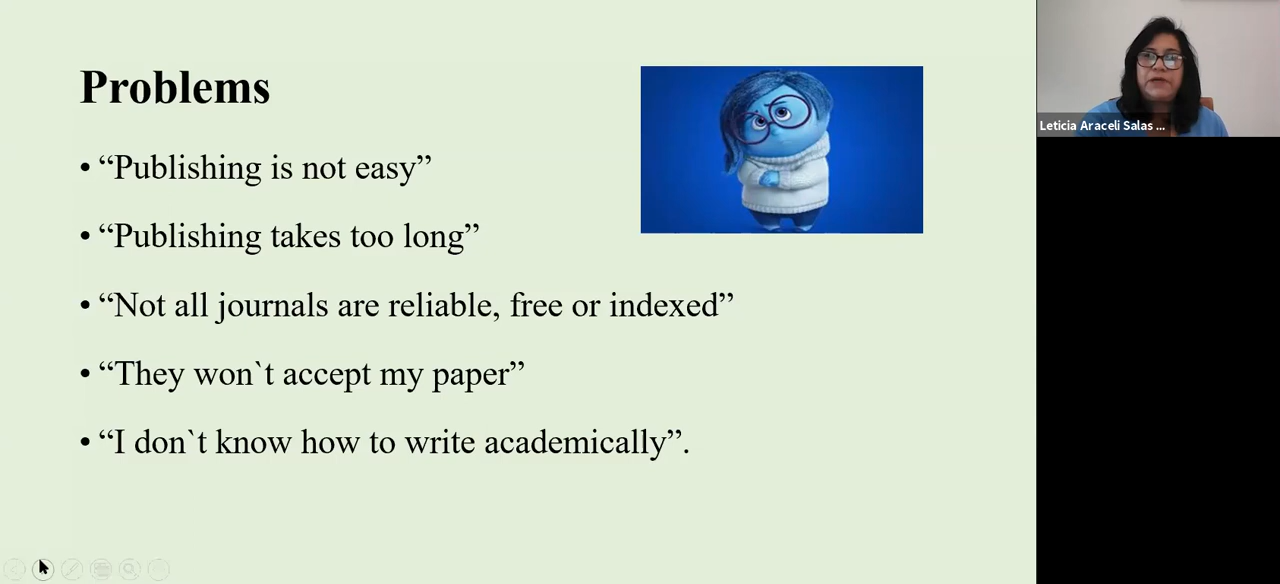 Problems
• “Publishing is not easy”
• “Publishing takes too long”
• “Not all journals are reliable, free or indexed”
• “They won`t accept my paper”
• “I don`t know how to write academically”.
Leticia Araceli Salas ...